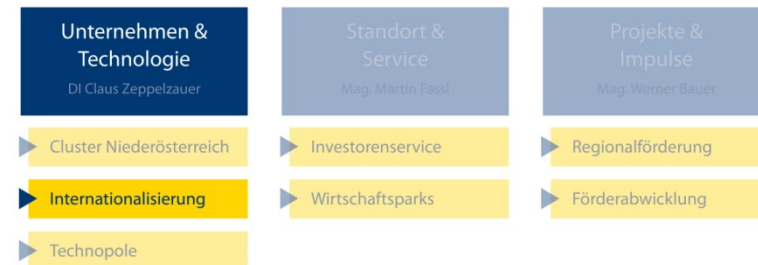 Unternehmen &
Technologie
DI Claus Zeppelzauer
Cluster Niederösterreich
Internationalisierung
Technopole
Standort &
Service
Mag. Martin Fassl
Investorenservice
Wirtschaftsparks
Projekte &
Impulse
Mag. Werner Bauer
Regionalförderung
Förderabwicklung